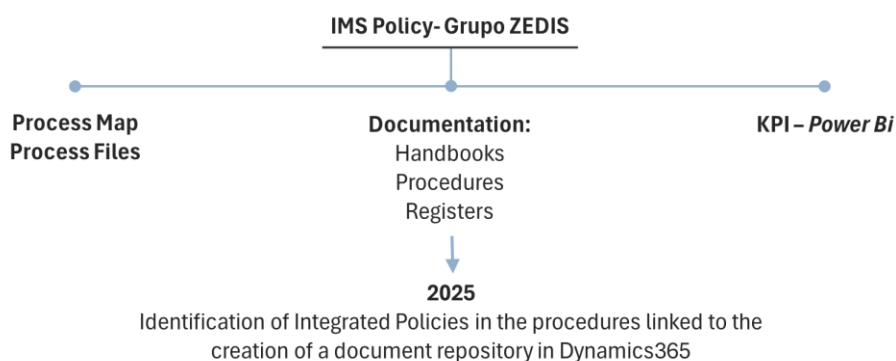 IMS Policy- Grupo ZEDIS
Process Map
Process Files
Documentation:
Handbooks
Procedures
Registers
KPI – Power Bi
2025
Identification of Integrated Policies in the procedures linked to the
creation of a document repository in Dynamics365